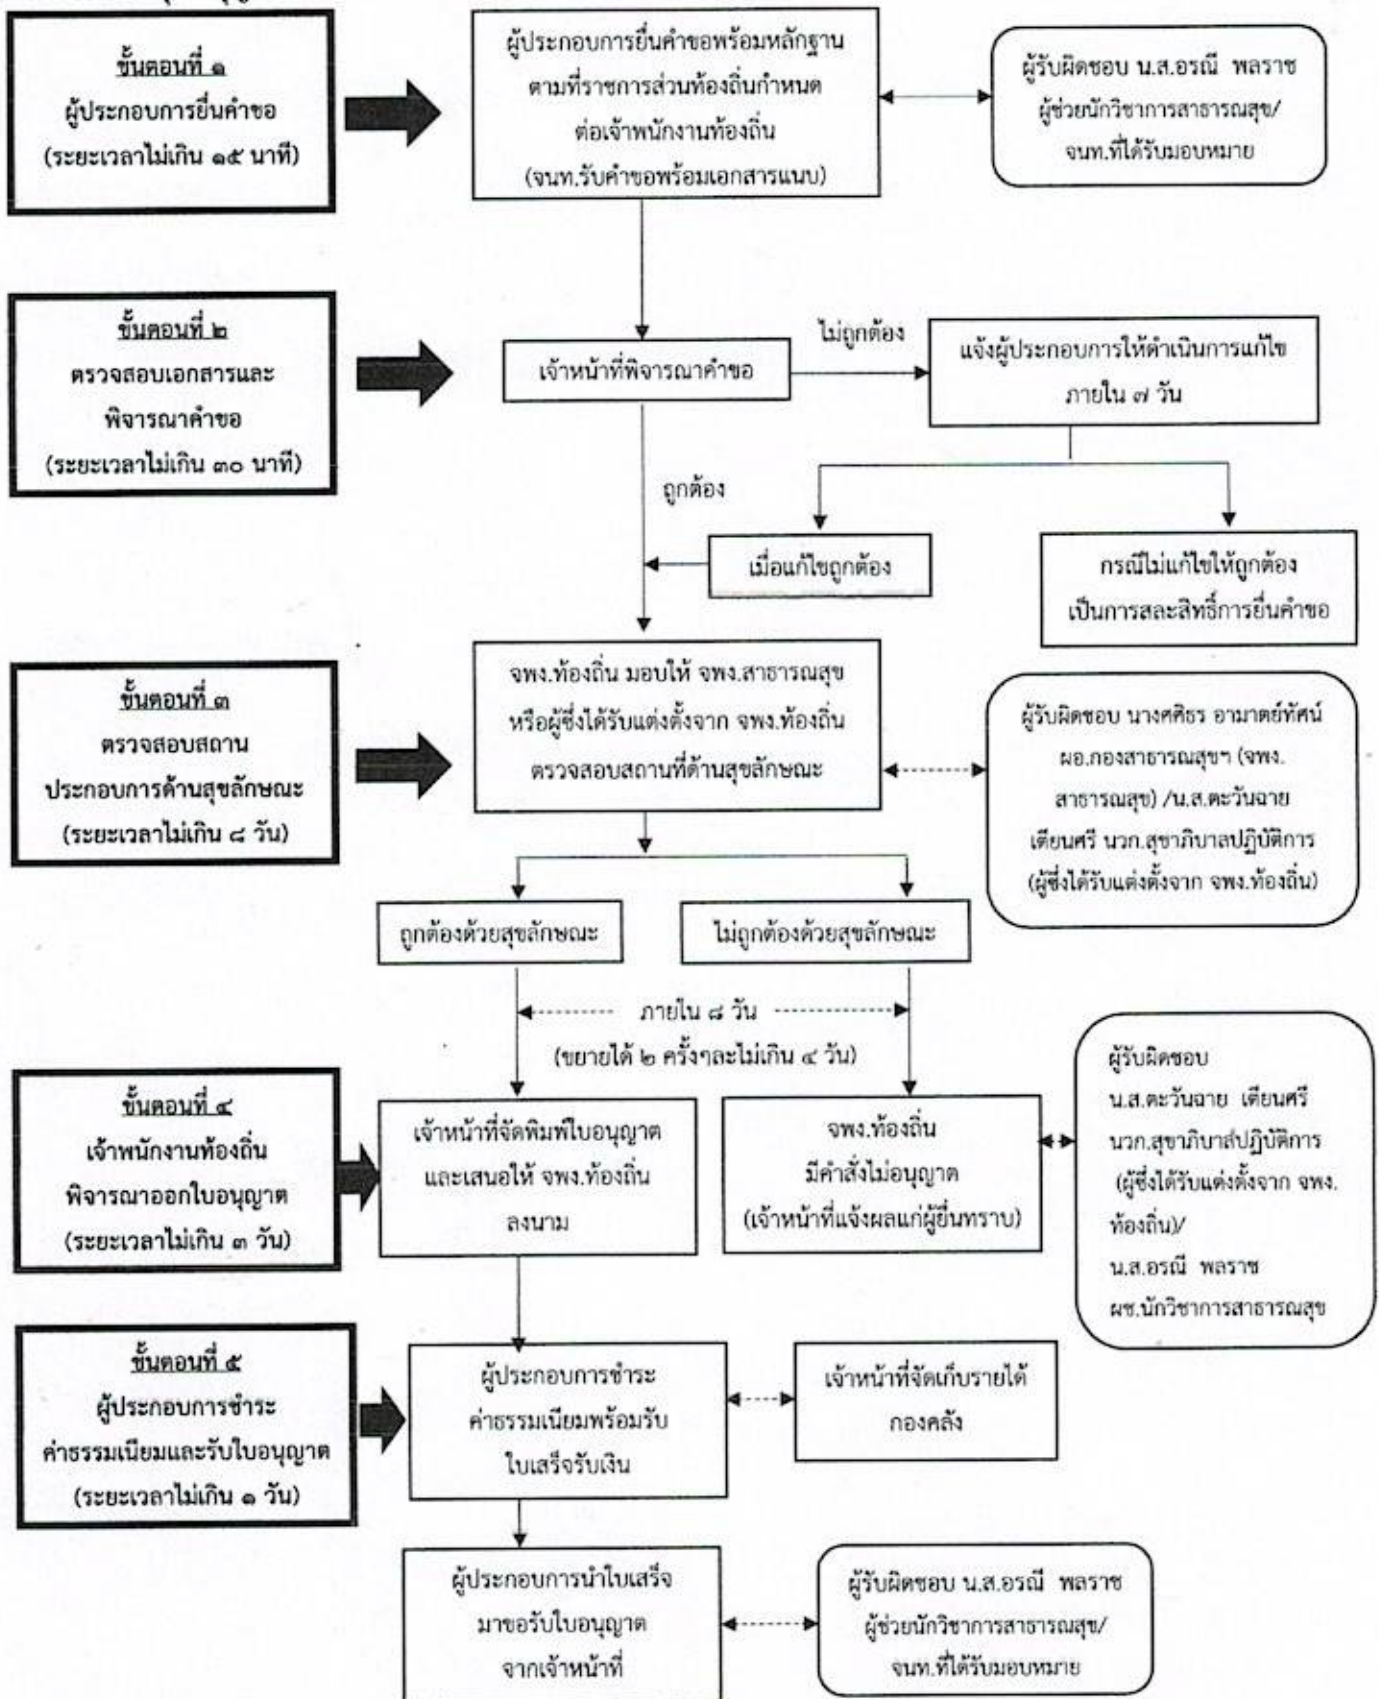 ขั้นตอนที่ ๑
ผู้ประกอบการยื่นคำขอ
(ระยะเวลาไม่เกิน ๑๕ นาที)
ผู้ประกอบการยื่นคำขอพร้อมหลักฐาน
ตามที่ราชการส่วนท้องถิ่นกำหนด
ต่อเจ้าพนักงานท้องถิ่น
(จนท.รับคำขอพร้อมเอกสารแนบ)
ผู้รับผิดชอบ น.ส.อรณี พลราช
ผู้ช่วยนักวิชาการสาธารณสุข/
จนท.ที่ได้รับมอบหมาย
ขั้นตอนที่ ๒
ตรวจสอบเอกสารและ
พิจารณาคำขอ
(ระยะเวลาไม่เกิน ๓๐ นาที)
เจ้าหน้าที่พิจารณาคำขอ
ไม่ถูกต้อง
แจ้งผู้ประกอบการให้ดำเนินการแก้ไข
ภายใน ๗ วัน
ถูกต้อง
เมื่อแก้ไขถูกต้อง
กรณีไม่แก้ไขให้ถูกต้อง
เป็นการสละสิทธิ์การยื่นคำขอ
ขั้นตอนที่ ๓
ตรวจสอบสถาน
ประกอบการด้านสุขลักษณะ
(ระยะเวลาไม่เกิน ๘ วัน)
จพง.ท้องถิ่น มอบให้ จพง.สาธารณสุข
หรือผู้ซึ่งได้รับแต่งตั้งจาก จพง.ท้องถิ่น
ตรวจสอบสถานที่ด้านสุขลักษณะ
ผู้รับผิดชอบ นางศศิธร อามาตย์ทัศน์
ผอ.กองสาธารณสุขฯ (จพง.
สาธารณสุข) /น.ส.ตะวันฉาย
เตียนศรี นวก.สุขาภิบาลปฏิบัติการ
(ผู้ซึ่งได้รับแต่งตั้งจาก จพง.ท้องถิ่น)
ถูกต้องด้วยสุขลักษณะ
ไม่ถูกต้องด้วยสุขลักษณะ
ภายใน ๘ วัน
(ขยายได้ ๒ ครั้งๆละไม่เกิน ๔ วัน)
ขั้นตอนที่ ๔
เจ้าพนักงานท้องถิ่น
พิจารณาออกใบอนุญาต
(ระยะเวลาไม่เกิน ๓ วัน)
เจ้าหน้าที่จัดพิมพ์ใบอนุญาต
และเสนอให้ จพง.ท้องถิ่น
ลงนาม
จพง.ท้องถิ่น
มีคำสั่งไม่อนุญาต
(เจ้าหน้าที่แจ้งผลแก่ผู้ยื่นทราบ)
ผู้รับผิดชอบ
น.ส.ตะวันฉาย เตียนศรี
นวก.สุขาภิบาลปฏิบัติการ
(ผู้ซึ่งได้รับแต่งตั้งจาก จพง.
ท้องถิ่น)/
น.ส.อรณี พลราช
ผช.นักวิชาการสาธารณสุข
ขั้นตอนที่ ๕
ผู้ประกอบการชำระ
ค่าธรรมเนียมและรับใบอนุญาต
(ระยะเวลาไม่เกิน ๑ วัน)
ผู้ประกอบการชำระ
ค่าธรรมเนียมพร้อมรับ
ใบเสร็จรับเงิน
เจ้าหน้าที่จัดเก็บรายได้
กองคลัง
ผู้ประกอบการนำใบเสร็จ
มาขอรับใบอนุญาต
จากเจ้าหน้าที่
ผู้รับผิดชอบ น.ส.อรณี พลราช
ผู้ช่วยนักวิชาการสาธารณสุข/
จนท.ที่ได้รับมอบหมาย